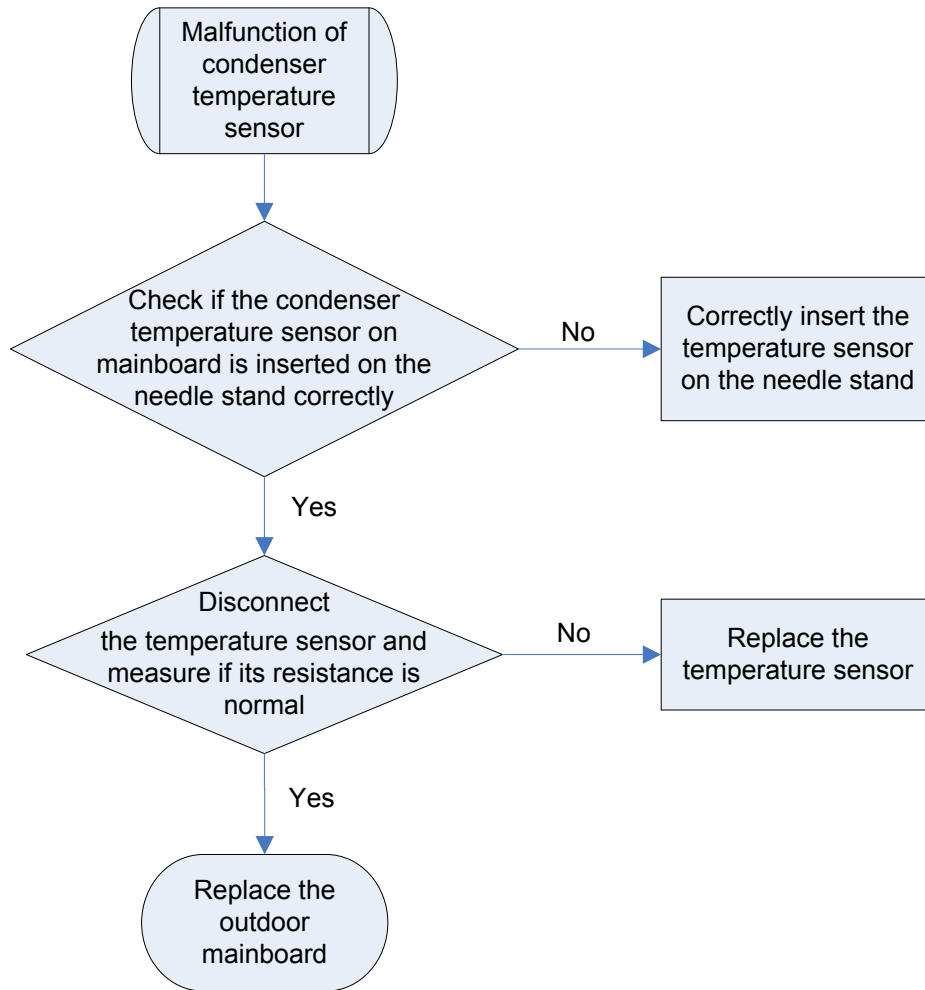 Malfunction of
condenser
temperature
sensor
Check if the condenser
temperature sensor on
mainboard is inserted on the
needle stand correctly
No
Correctly insert the
temperature sensor
on the needle stand
Yes
Disconnect
the temperature sensor and
measure if its resistance is
normal
No
Replace the
temperature sensor
Yes
Replace the
outdoor
mainboard